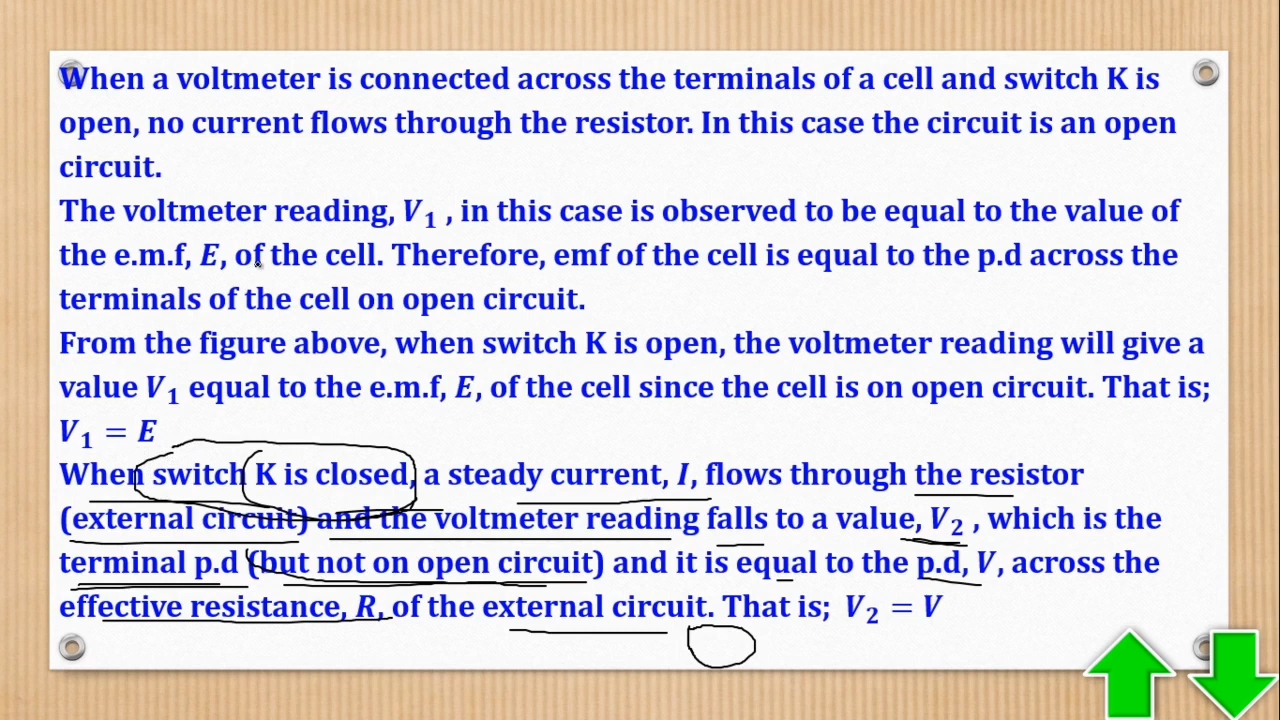 When a voltmeter is connected across the terminals of a cell and switch K is
open, no current flows through the resistor. In this case the circuit is an open
circuit.
The voltmeter reading, V₁ , in this case is observed to be equal to the value of
the e.m.f, E, of the cell. Therefore, emf of the cell is equal to the p.d across the
terminals of the cell on open circuit.
From the figure above, when switch K is open, the voltmeter reading will give a
value V₁ equal to the e.m.f, E, of the cell since the cell is on open circuit. That is;
V₁ = E
When switch K is closed, a steady current, I, flows through the resistor
(external circuit) and the voltmeter reading falls to a value, V₂ , which is the
terminal p.d (but not on open circuit) and it is equal to the p.d, V, across the
effective resistance, R, of the external circuit. That is; V₂ = V